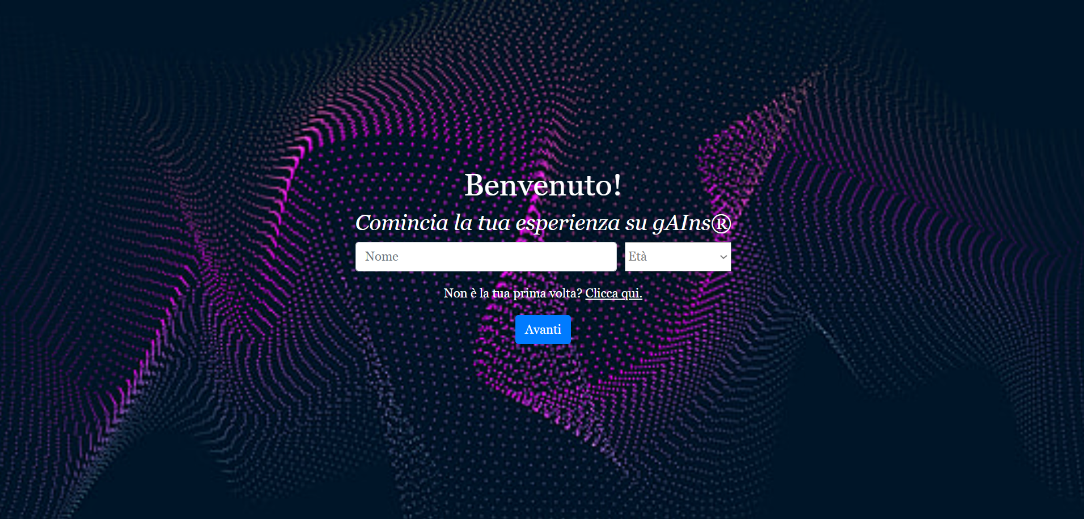 Benvenuto!
Comincia la tua esperienza su gAIns®
Nome Età
Non è la tua prima volta? Clicca qui.
Avanti